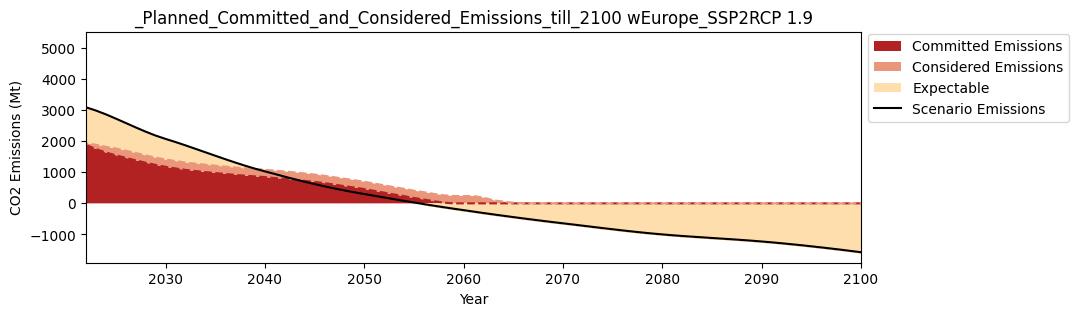 _Planned_Committed_and_Considered_Emissions_till_2100 wEurope_SSP2RCP 1.9
CO2 Emissions (Mt)
5000
4000
3000
2000
1000
0
−1000
2030 2040 2050 2060 2070 2080 2090 2100
Year
Committed Emissions
Considered Emissions
Expectable
Scenario Emissions